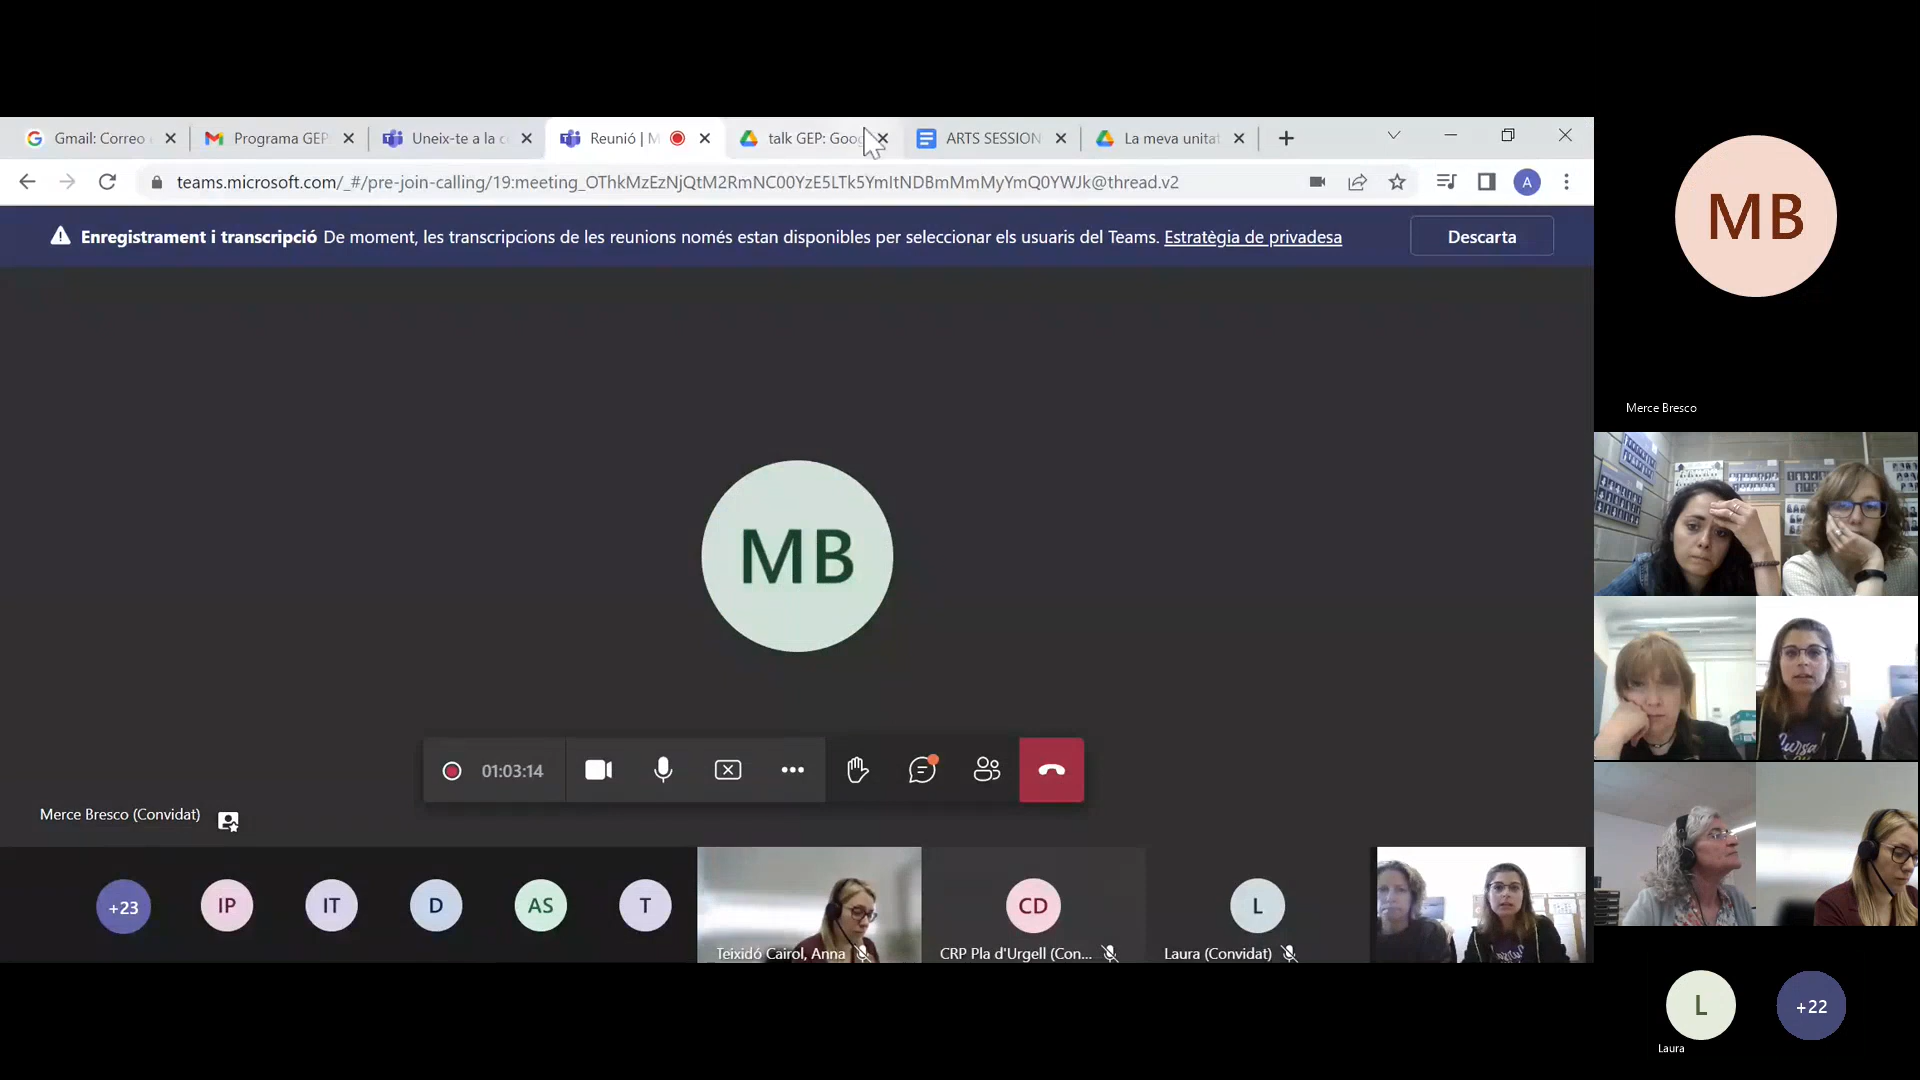 Gmail: Correo
Programa GEP
Uneix-te a la c
Reunió | M
talk GEP: Goog
ARTS SESSION
La meva unitat
teams.microsoft.com/_#/pre-join-calling/19:meeting_OThkMzEzNjQtM2RmNC00YzE5LTk5YmItNDBmMmMyYmQ0YWJk@thread.v2
A
Enregistrament i transcripció De moment, les transcripcions de les reunions només estan disponibles per seleccionar els usuaris del Teams. Estratègia de privadesa
Descarta
MB
Merce Bresco
MB
01:03:14
Merce Bresco (Convidat)
+23
IP
IT
D
AS
T
Teixidó Cairol, Anna
CD
CRP Pla d'Urgell (Con...
L
Laura (Convidat)
L
Laura
+22